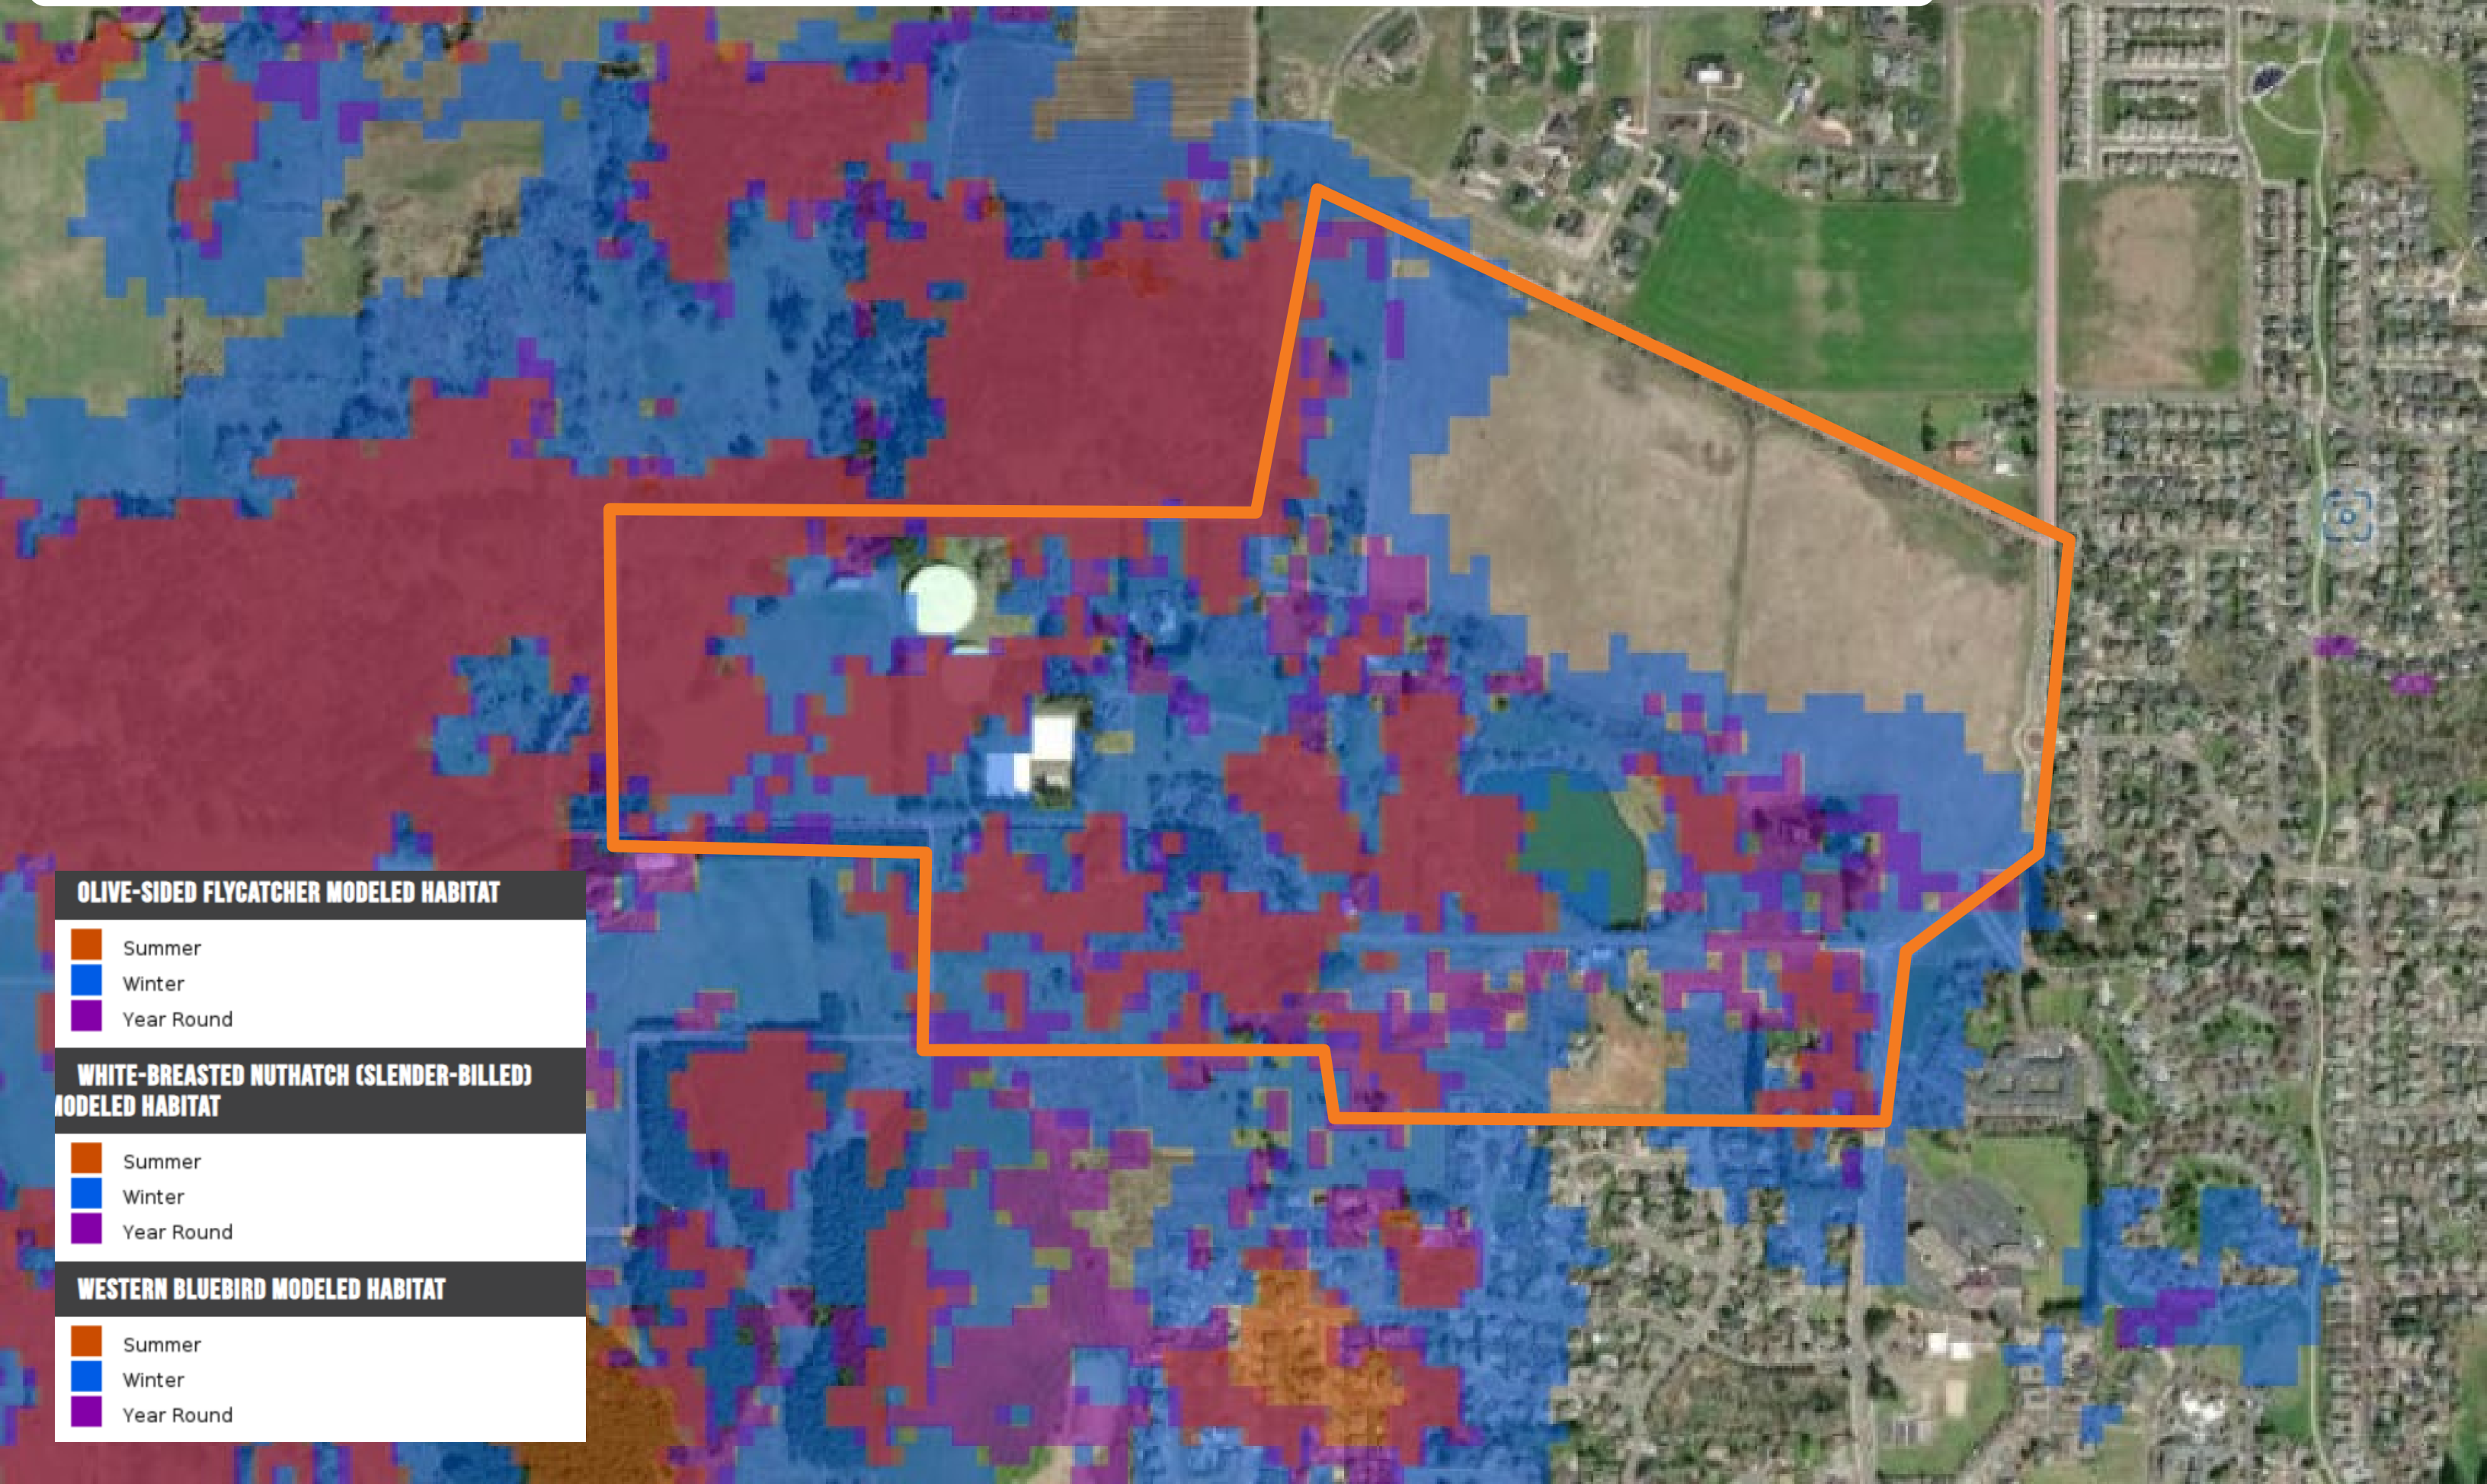 OLIVE-SIDED FLYCATCHER MODELED HABITAT
Summer
Winter
Year Round
WHITE-BREASTED NUTHATCH (SLENDER-BILLED)
MODELED HABITAT
Summer
Winter
Year Round
WESTERN BLUEBIRD MODELED HABITAT
Summer
Winter
Year Round